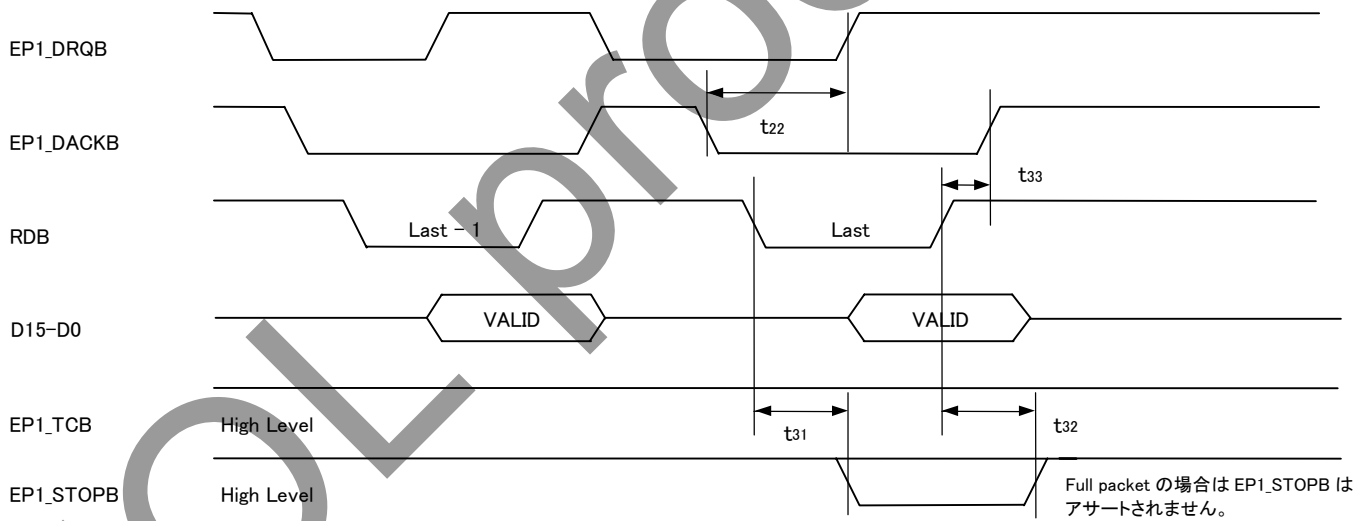 EP1_DRQB
t22
EP1_DACKB
t33
RDB
Last - 1
Last
D15-D0
VALID
VALID
EP1_TCB
High Level
t31
t32
EP1_STOPB
High Level
Full packet の場合は EP1_STOPB は
アサートされません。